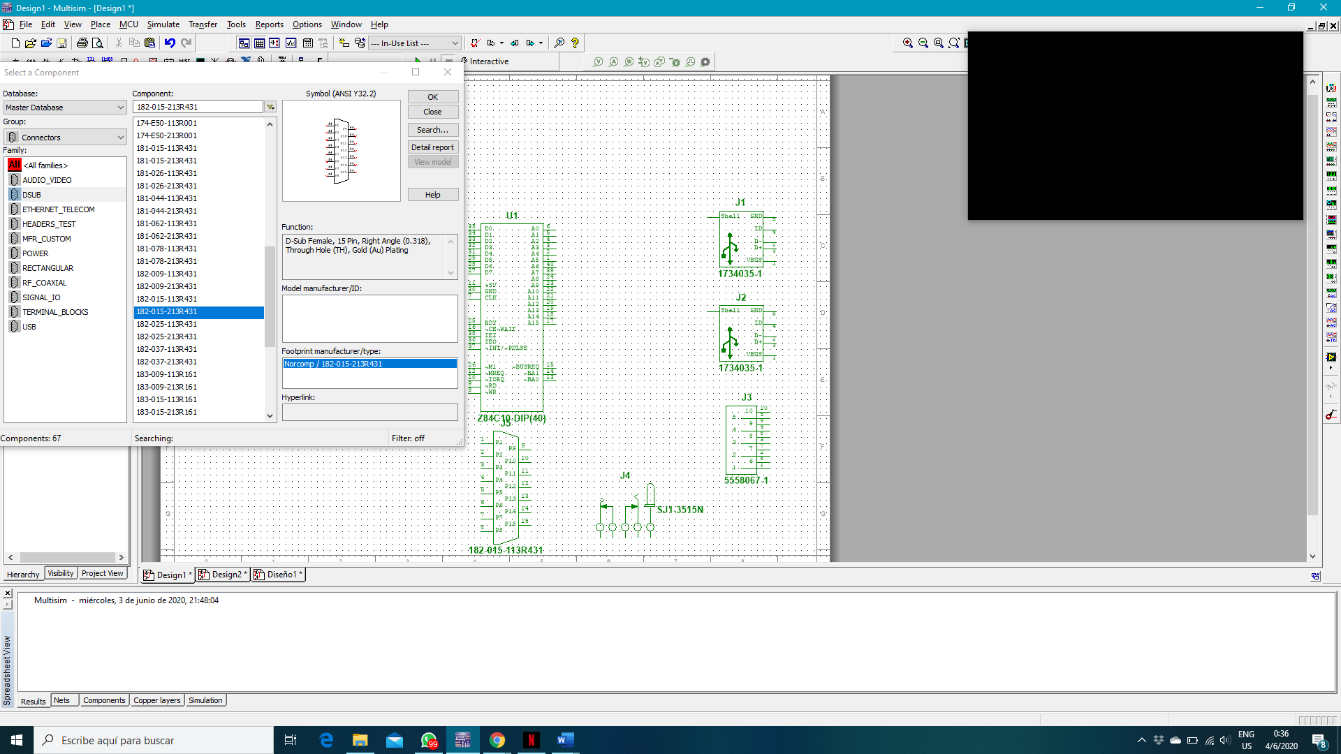 Design1 - Multisim - [Design1 *]
File Edit View Place MCU Simulate Transfer Tools Reports Options Window Help
--- In-Use List ---
Interactive
Select a Component
Database:
Master Database
Group:
Connectors
Family:
All <All families>
AUDIO_VIDEO
DSUB
ETHERNET_TELECOM
HEADERS_TEST
MFR_CUSTOM
POWER
RECTANGULAR
RF_COAXIAL
SIGNAL_IO
TERMINAL_BLOCKS
USB
Component:
182-015-213R431
174-E50-113R001
174-E50-213R001
181-015-113R431
181-015-213R431
181-026-113R431
181-026-213R431
181-044-113R431
181-044-213R431
181-062-113R431
181-062-213R431
181-078-113R431
181-078-213R431
182-009-113R431
182-009-213R431
182-015-113R431
182-015-213R431
182-025-113R431
182-025-213R431
182-037-113R431
182-037-213R431
183-009-113R161
183-009-213R161
183-015-113R161
183-015-213R161
Symbol (ANSI Y32.2)
OK
Close
Search...
Detail report
View model
Help
Function:
D-Sub Female, 15 Pin, Right Angle (0.318),
Through Hole (TH), Gold (Au) Plating
Model manufacturer/ID:
Footprint manufacturer/type:
Norcomp / 182-015-213R431
Hyperlink:
Components: 67
Searching:
Filter: off
U1
Z84C10-DIP(40)
J1
Shell GND
ID
D-
D+
VBUS
1734035-1
J2
Shell GND
ID
D-
D+
VBUS
1734035-1
J3
5558067-1
J4
SJ1-3515N
J5
182-015-113R431
Hierarchy Visibility Project View
Design1 * Design2 * Diseño1 *
Multisim - miércoles, 3 de junio de 2020, 21:48:04
Spreadsheet View
Results Nets Components Copper layers Simulation
Escribe aquí para buscar
99
ENG
US
0:36
4/6/2020
8